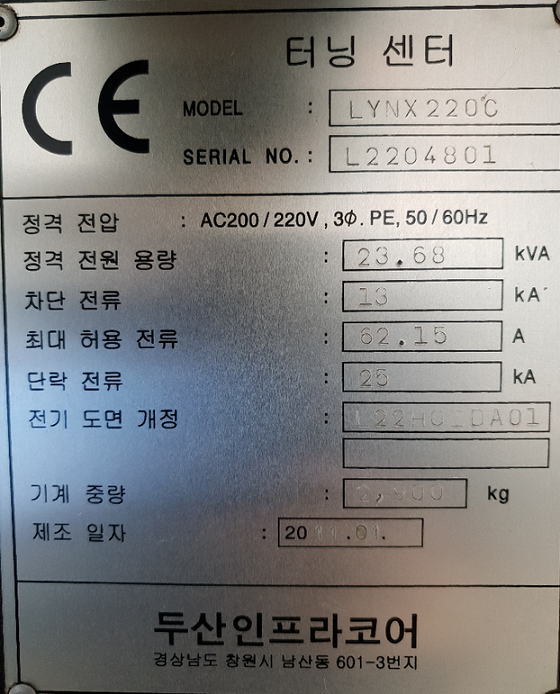 CE
터닝 센터
MODEL : LYNX220C
SERIAL NO. : L2204801
정격 전압 : AC200 / 220V , 3Φ. PE, 50 / 60Hz
정격 전원 용량 : 23.68 kVA
차단 전류 : 13 kA
최대 허용 전류 : 62.15 A
단락 전류 : 25 kA
전기 도면 개정 :
기계 중량 : kg
제조 일자 :
두산인프라코어
경상남도 창원시 남산동 601-3번지